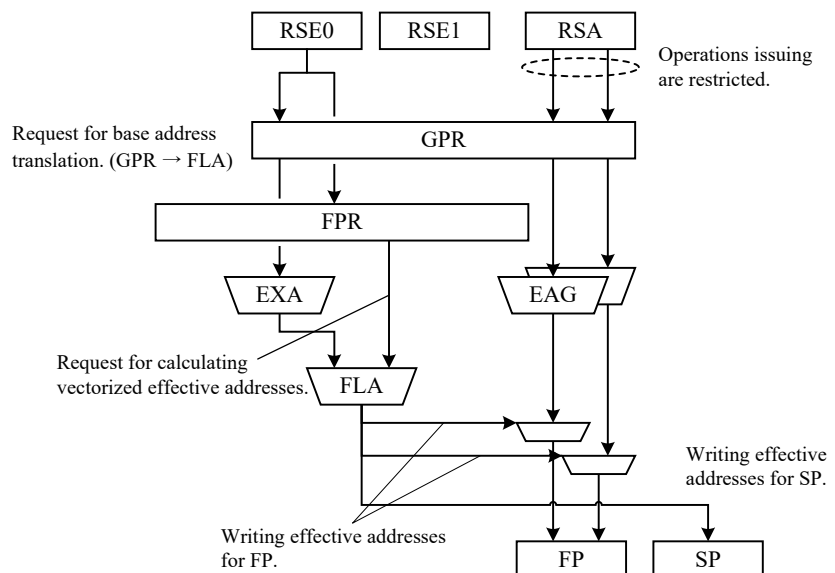 RSE0
RSE1
RSA
Operations issuing
are restricted.
Request for base address
translation. (GPR → FLA)
GPR
FPR
EXA
EAG
Request for calculating
vectorized effective addresses.
FLA
Writing effective
addresses for SP.
Writing effective addresses
for FP.
FP
SP